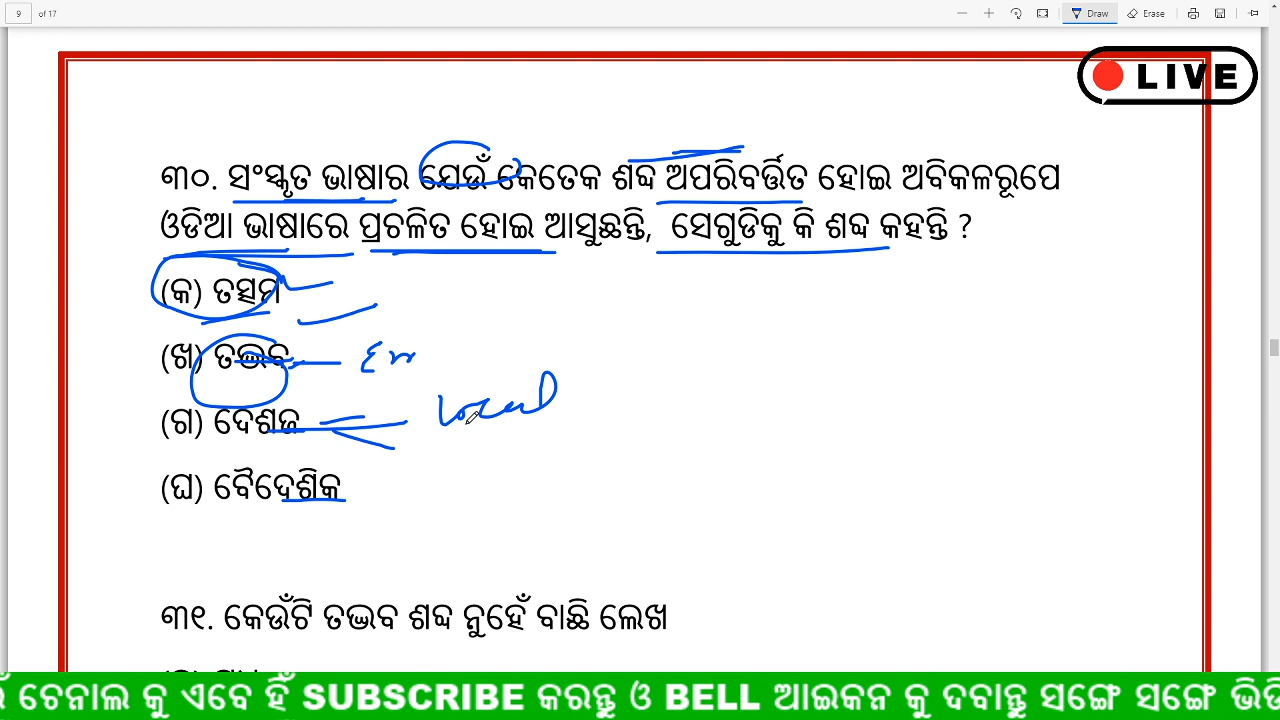 9 of 17
Draw
Erase
LIVE
୩୦. ସଂସ୍କୃତ ଭାଷାର ଯେଉଁ କେତେକ ଶବ୍ଦ ଅପରିବର୍ତ୍ତିତ ହୋଇ ଅବିକଳରୂପେ
ଓଡିଆ ଭାଷାରେ ପ୍ରଚଳିତ ହୋଇ ଆସୁଛନ୍ତି, ସେଗୁଡିକୁ କି ଶବ୍ଦ କହନ୍ତି ?
(କ) ତତ୍ସମ
(ଖ) ତଦ୍ଭବ
(ଗ) ଦେଶଜ
local
(ଘ) ବୈଦେଶିକ
୩୧. କେଉଁଟି ତଦ୍ଭବ ଶବ୍ଦ ନୁହେଁ ବାଛି ଲେଖ
ଚେନାଲ କୁ ଏବେ ହିଁ SUBSCRIBE କରନ୍ତୁ ଓ BELL ଆଇକନ କୁ ଦବାନ୍ତୁ ସଙ୍ଗେ ସଙ୍ଗେ